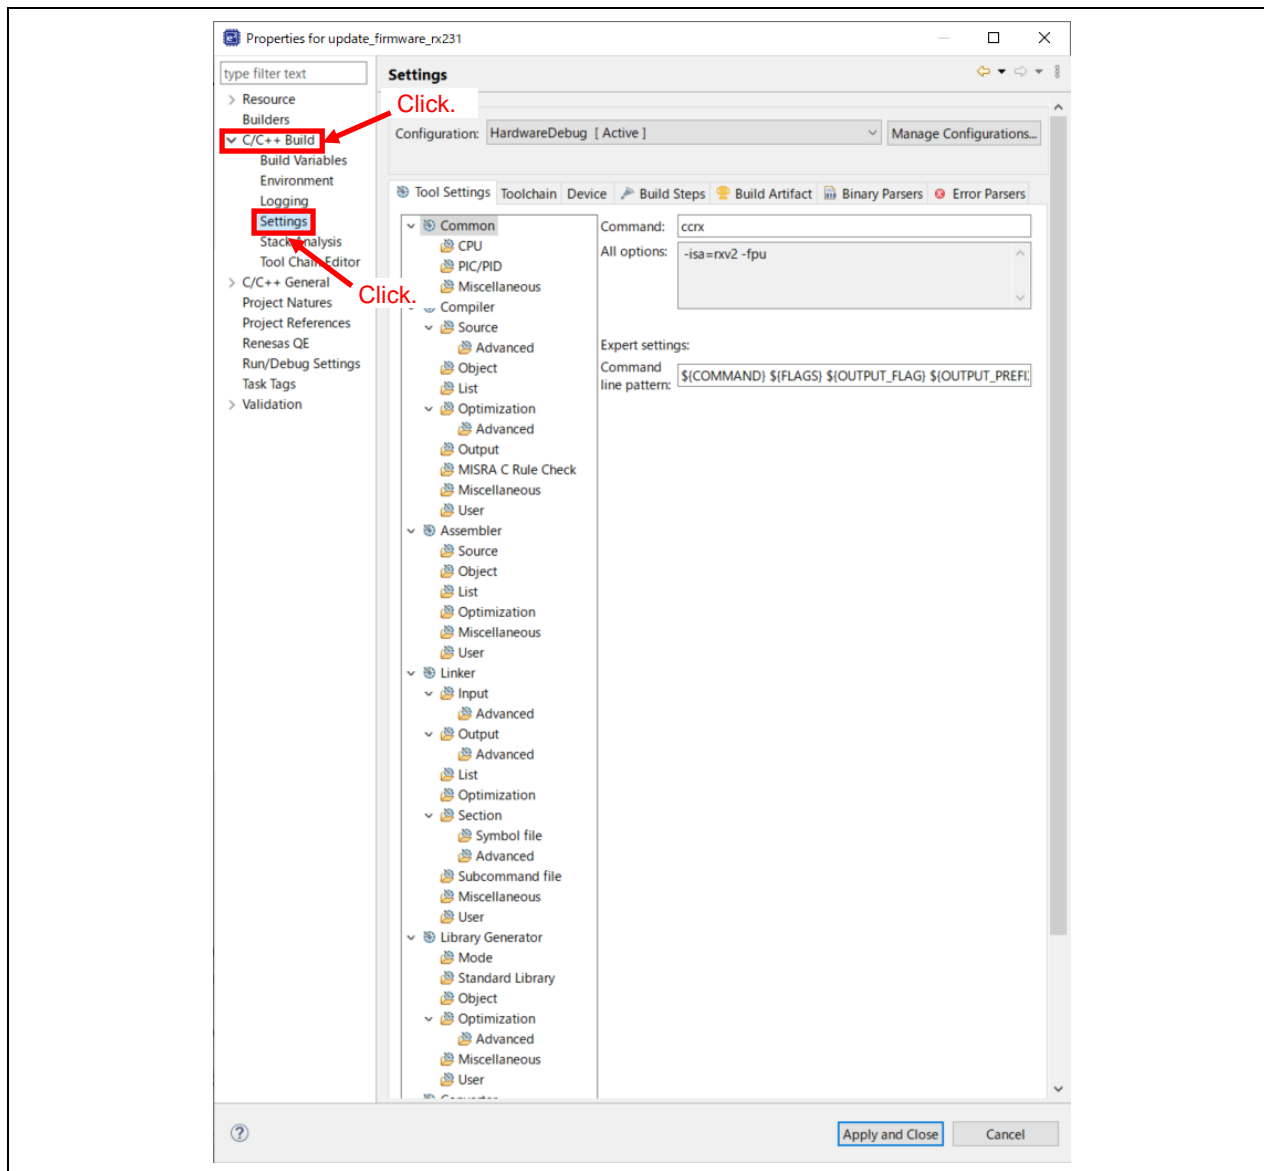 Properties for update_firmware_rx231
type filter text
Resource
Builders
C/C++ Build
Build Variables
Environment
Logging
Settings
Stack Analysis
Tool Chain Editor
C/C++ General
Project Natures
Project References
Renesas QE
Run/Debug Settings
Task Tags
Validation
Click.
Click.
Settings
Configuration: HardwareDebug [ Active ] Manage Configurations...
Tool Settings Toolchain Device Build Steps Build Artifact Binary Parsers Error Parsers
Common
CPU
PIC/PID
Miscellaneous
Compiler
Source
Advanced
Object
List
Optimization
Advanced
Output
MISRA C Rule Check
Miscellaneous
User
Assembler
Source
Object
List
Optimization
Miscellaneous
User
Linker
Input
Advanced
Output
Advanced
List
Optimization
Section
Symbol file
Advanced
Subcommand file
Miscellaneous
User
Library Generator
Mode
Standard Library
Object
Optimization
Advanced
Miscellaneous
User
Command: ccrx
All options: -isa=rxv2 -fpu
Expert settings:
Command
line pattern: ${COMMAND} ${FLAGS} ${OUTPUT_FLAG} ${OUTPUT_PREFI
Apply and Close Cancel